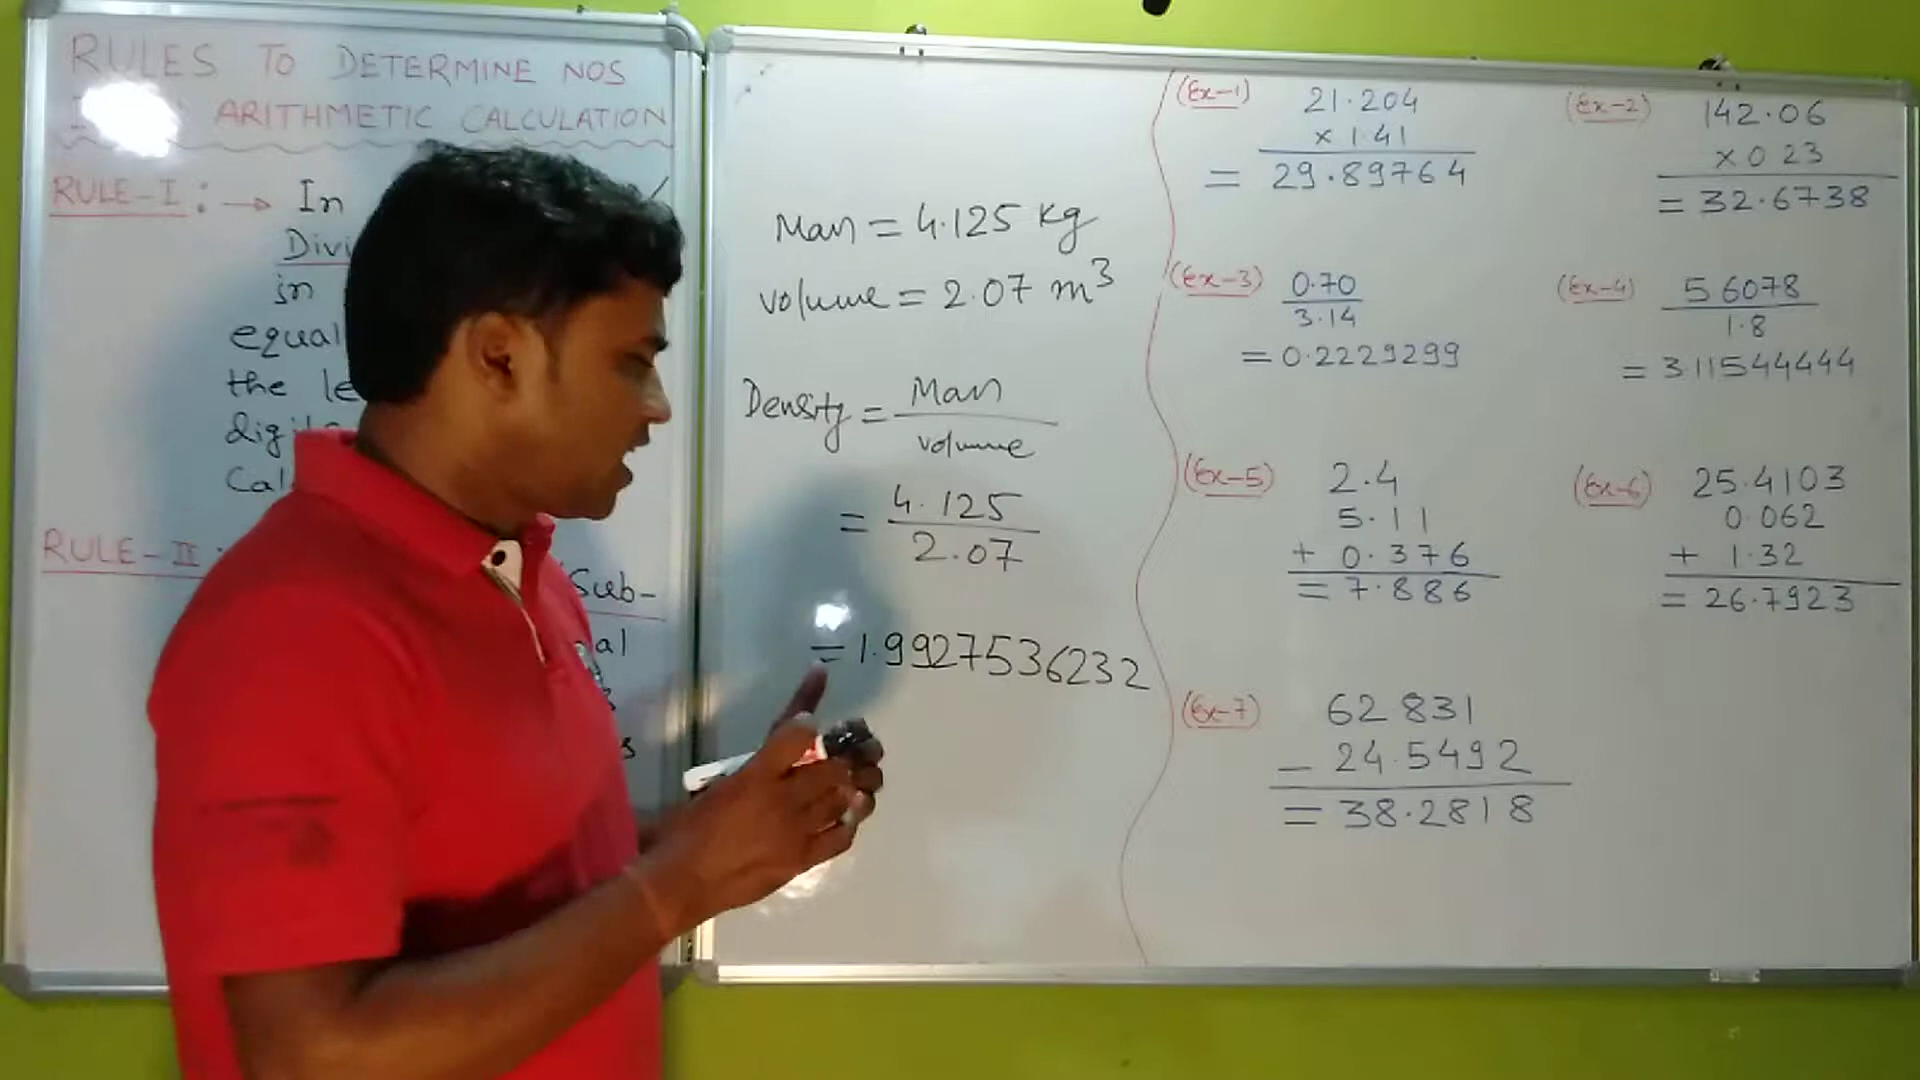 RULES TO DETERMINE NOS
ARITHMETIC CALCULATION
RULE-I : → In
Divi
in
equal
the le
digit
Cal
RULE-II :
Sub-
al
s
Mass = 4.125 kg
volume = 2.07 m³
Density = Mass
volume
= 4.125
2.07
= 1.9927536232
(Ex-1)
21.204
× 1.41
= 29.89764
(Ex-2)
142.06
× 0 23
= 32.6738
(Ex-3)
0.70
3.14
= 0.2229299
(Ex-4)
5 6078
1.8
= 3.11544444
(Ex-5)
2.4
5.11
+ 0.376
= 7.886
(Ex-6)
25.4103
0.062
+ 1.32
= 26.7923
(Ex-7)
62 831
- 24.5492
= 38.2818